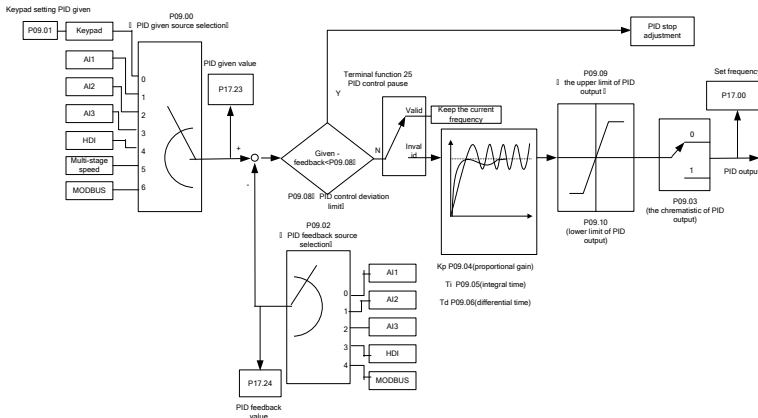 Keypad setting PID given
P09.01
Keypad
P09.00
PID given source
selection
AI1
AI2
AI3
HDI
Multi-stage
speed
MODBUS
0
1
2
3
4
5
6
PID given value
P17.23
+
-
Given -
feedback<P09.08
Y
N
P09.08 PID control deviation
limit
Terminal function 25
PID control pause
Valid
Inval
id
Keep the current
frequency
PID stop
adjustment
Kp P09.04(proportional gain)
Ti P09.05(integral time)
Td P09.06(differential time)
P09.09
the upper limit of PID
output
P09.10
(lower limit of PID
output)
Set frequency
P17.00
0
1
PID output
P09.03
(the chrematistic of PID
output)
P09.02
PID feedback source
selection
0
1
2
3
4
AI1
AI2
AI3
HDI
MODBUS
P17.24
PID feedback
value